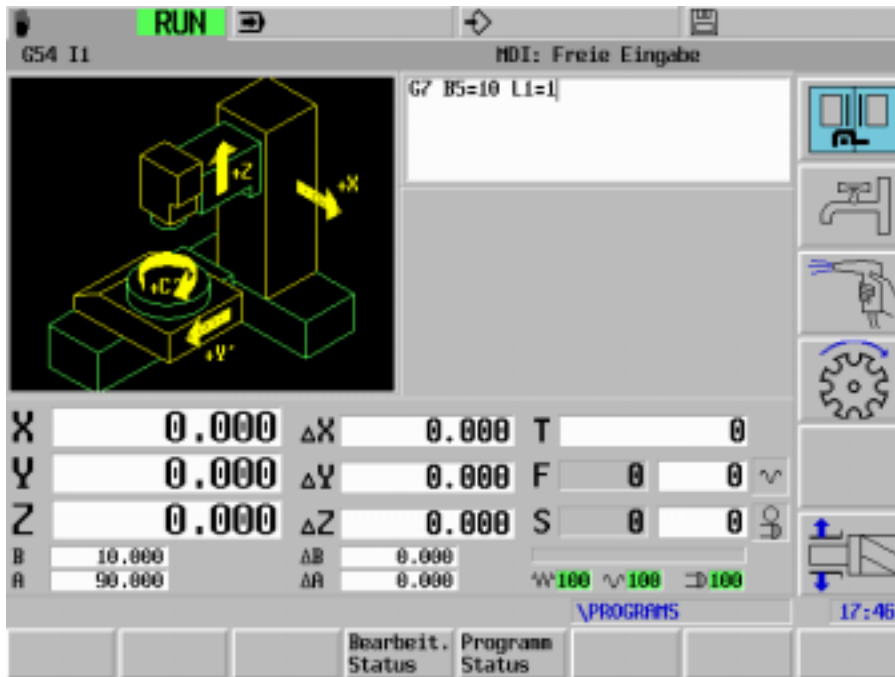 RUN
G54 I1
MDI: Freie Eingabe
G7 B5=10 L1=1
+Z
+X
+Y'
X 0.000 ΔX 0.000 T 0
Y 0.000 ΔY 0.000 F 0 0
Z 0.000 ΔZ 0.000 S 0 0
B 10.000 ΔB 0.000
A 90.000 ΔA 0.000 100 100 100
\PROGRAMS 17:46
Bearbeit. Programm
Status Status